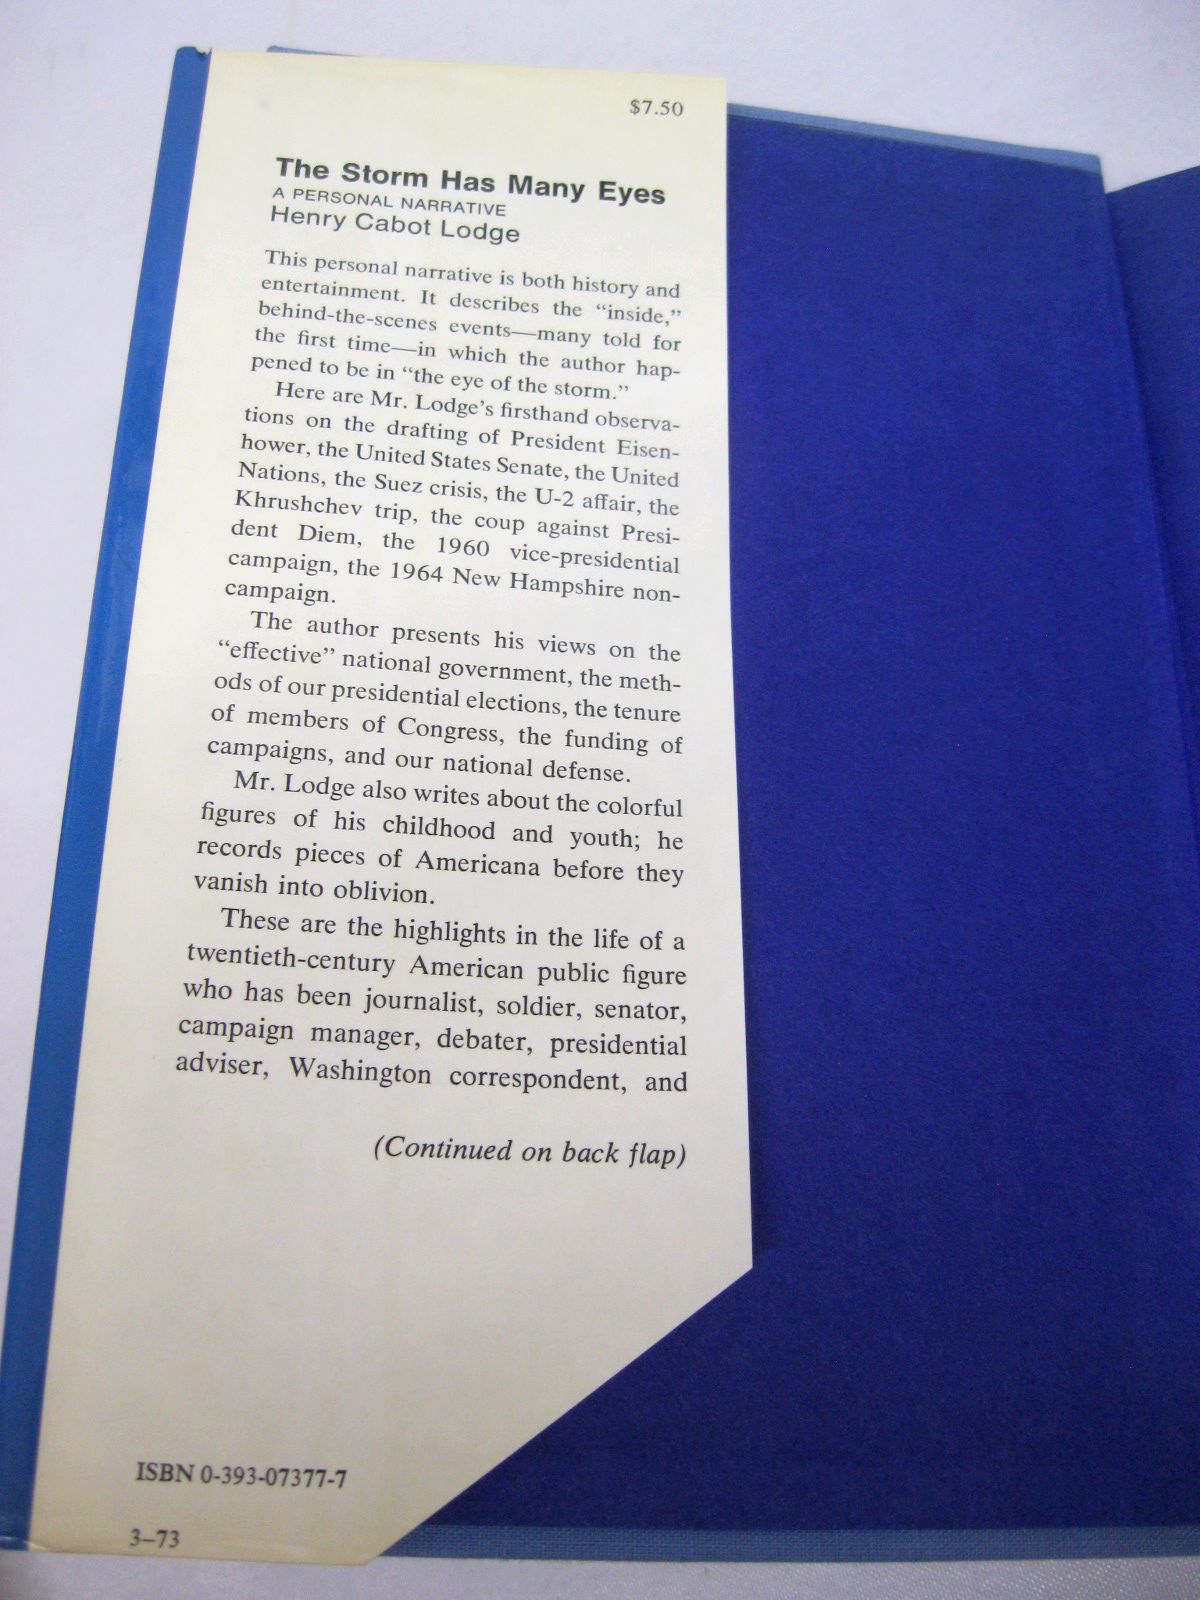 $7.50
The Storm Has Many Eyes
A PERSONAL NARRATIVE
Henry Cabot Lodge
This personal narrative is both history and
entertainment. It describes the “inside,”
behind-the-scenes events—many told for
the first time—in which the author hap-
pened to be in “the eye of the storm.”
Here are Mr. Lodge’s firsthand observa-
tions on the drafting of President Eisen-
hower, the United States Senate, the United
Nations, the Suez crisis, the U-2 affair, the
Khrushchev trip, the coup against Presi-
dent Diem, the 1960 vice-presidential
campaign, the 1964 New Hampshire non-
campaign.
The author presents his views on the
“effective” national government, the meth-
ods of our presidential elections, the tenure
of members of Congress, the funding of
campaigns, and our national defense.
Mr. Lodge also writes about the colorful
figures of his childhood and youth; he
records pieces of Americana before they
vanish into oblivion.
These are the highlights in the life of a
twentieth-century American public figure
who has been journalist, soldier, senator,
campaign manager, debater, presidential
adviser, Washington correspondent, and
(Continued on back flap)
ISBN 0-393-07377-7
3–73